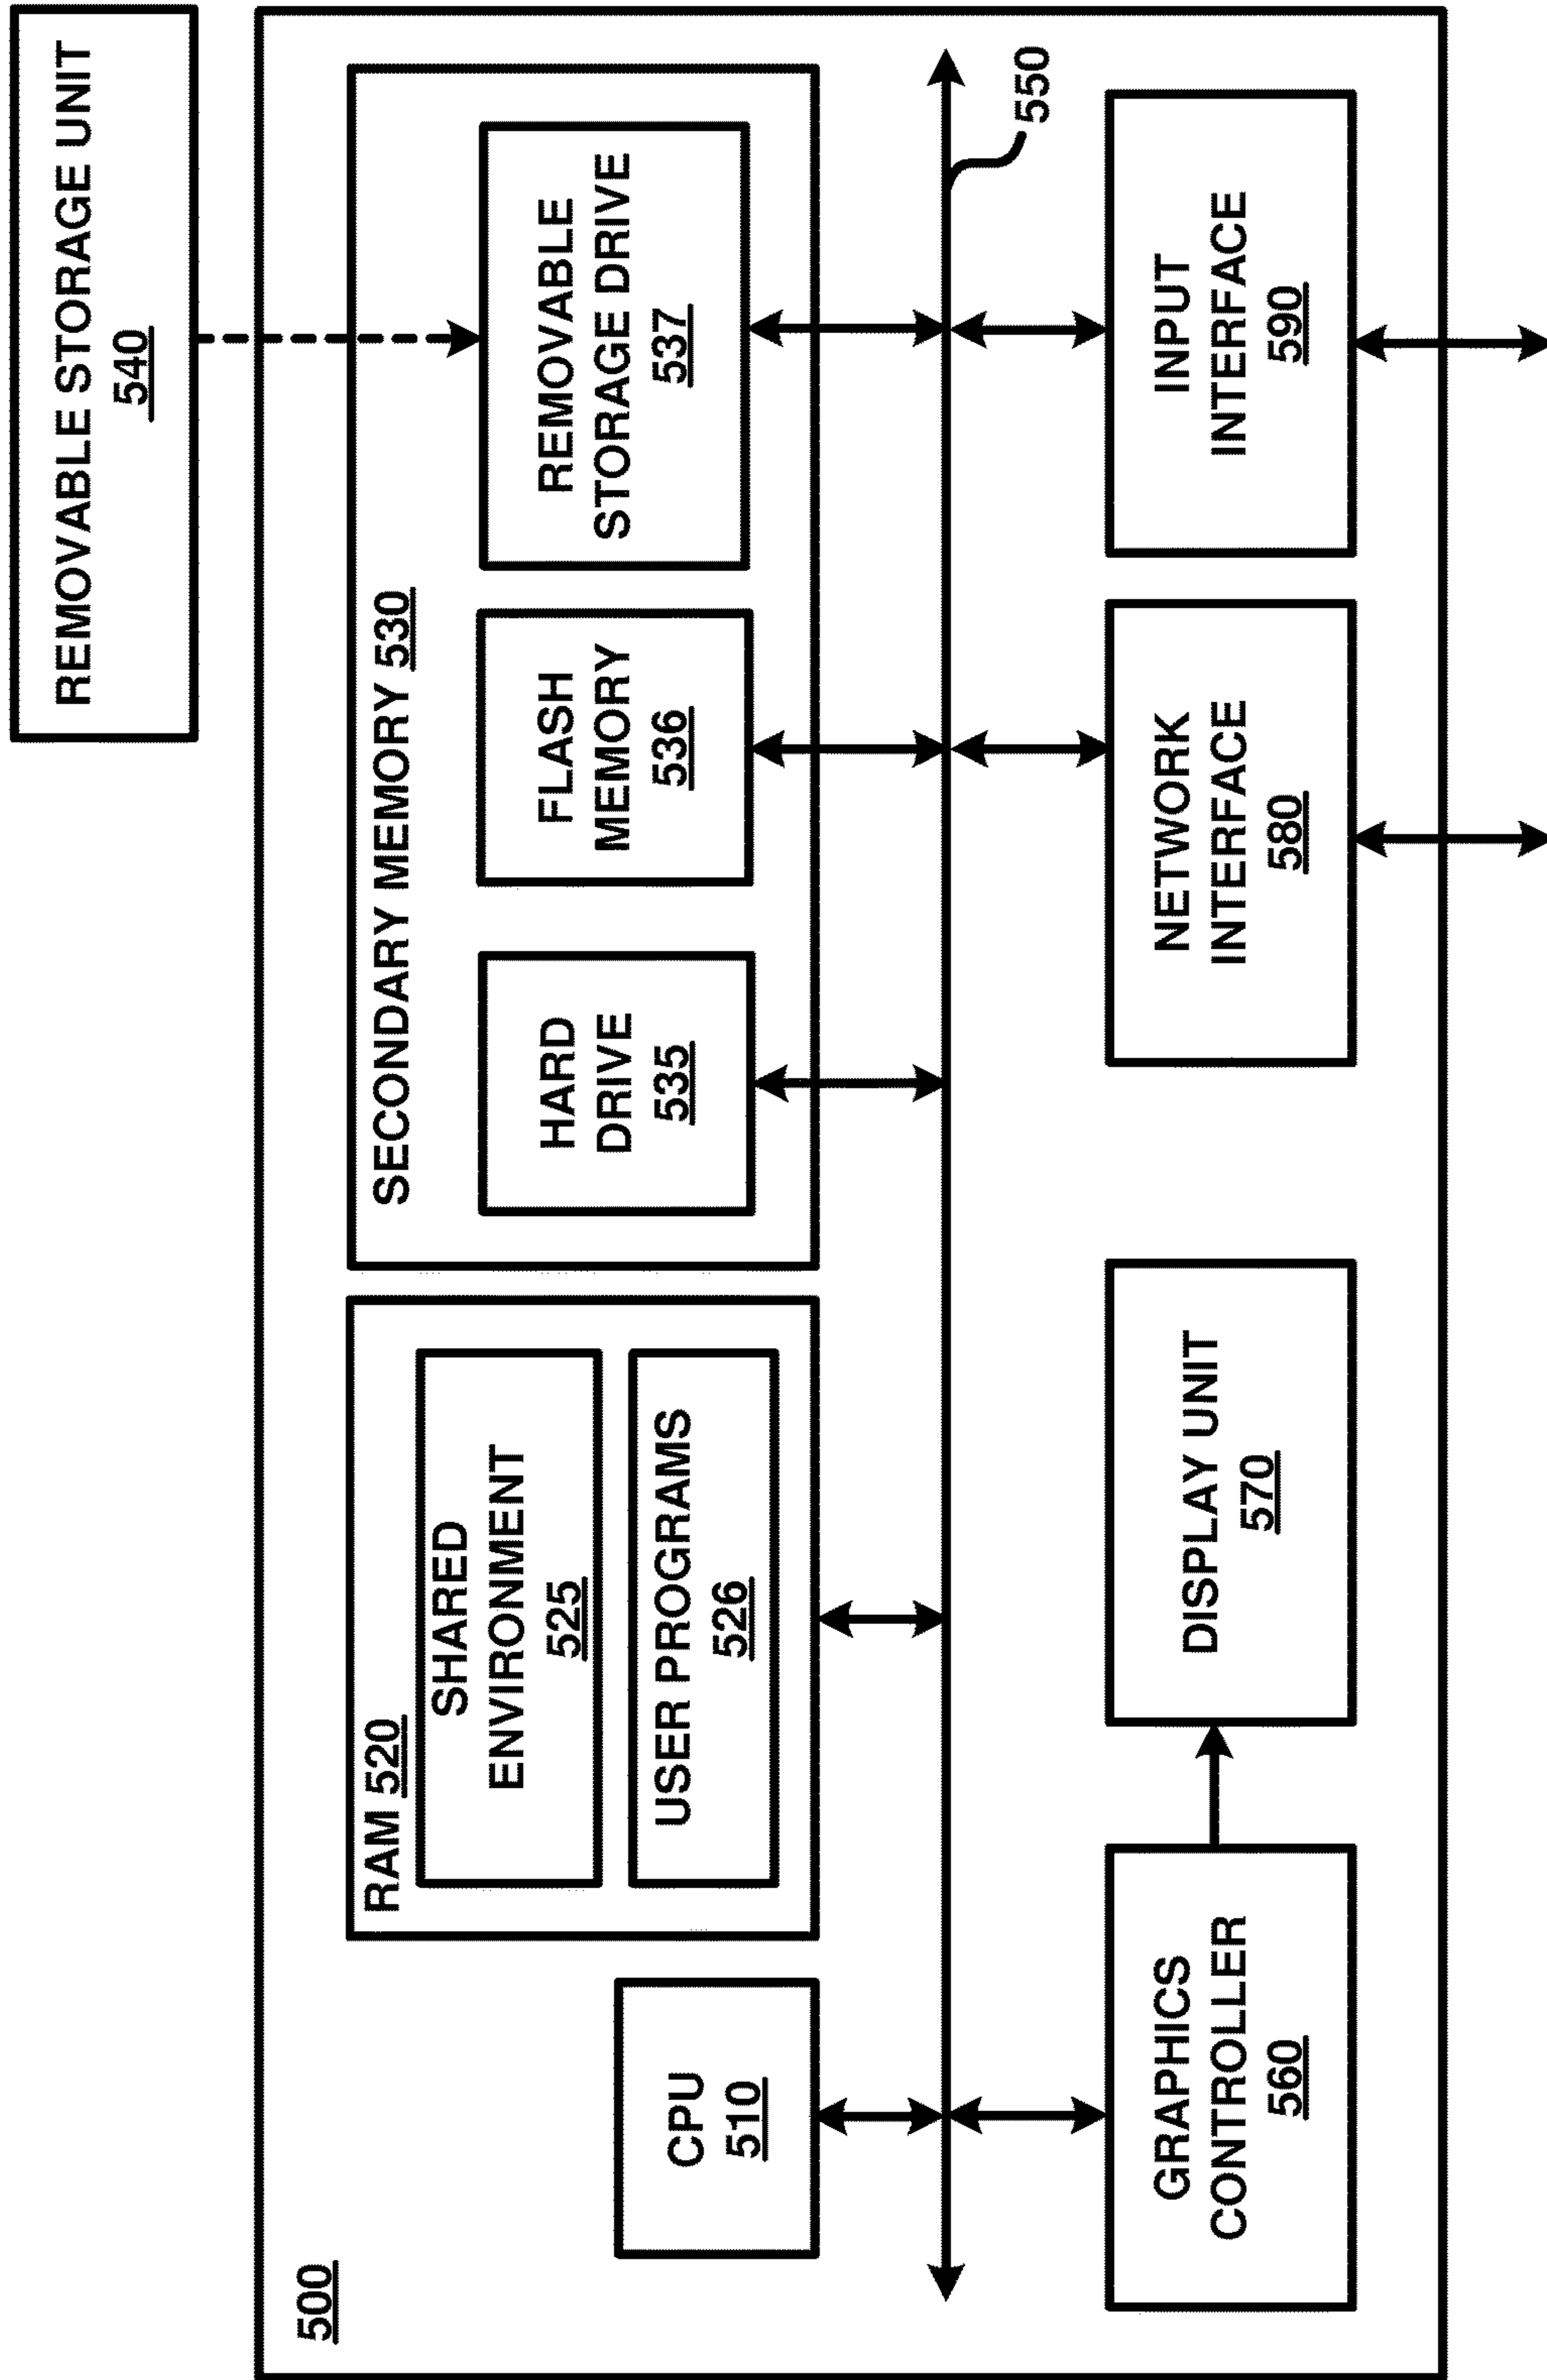 REMOVABLE STORAGE UNIT
540
500
CPU
510
RAM 520
SHARED
ENVIRONMENT
525
USER PROGRAMS
526
SECONDARY MEMORY 530
HARD
DRIVE
535
FLASH
MEMORY
536
REMOVABLE
STORAGE DRIVE
537
550
GRAPHICS
CONTROLLER
560
DISPLAY UNIT
570
NETWORK
INTERFACE
580
INPUT
INTERFACE
590